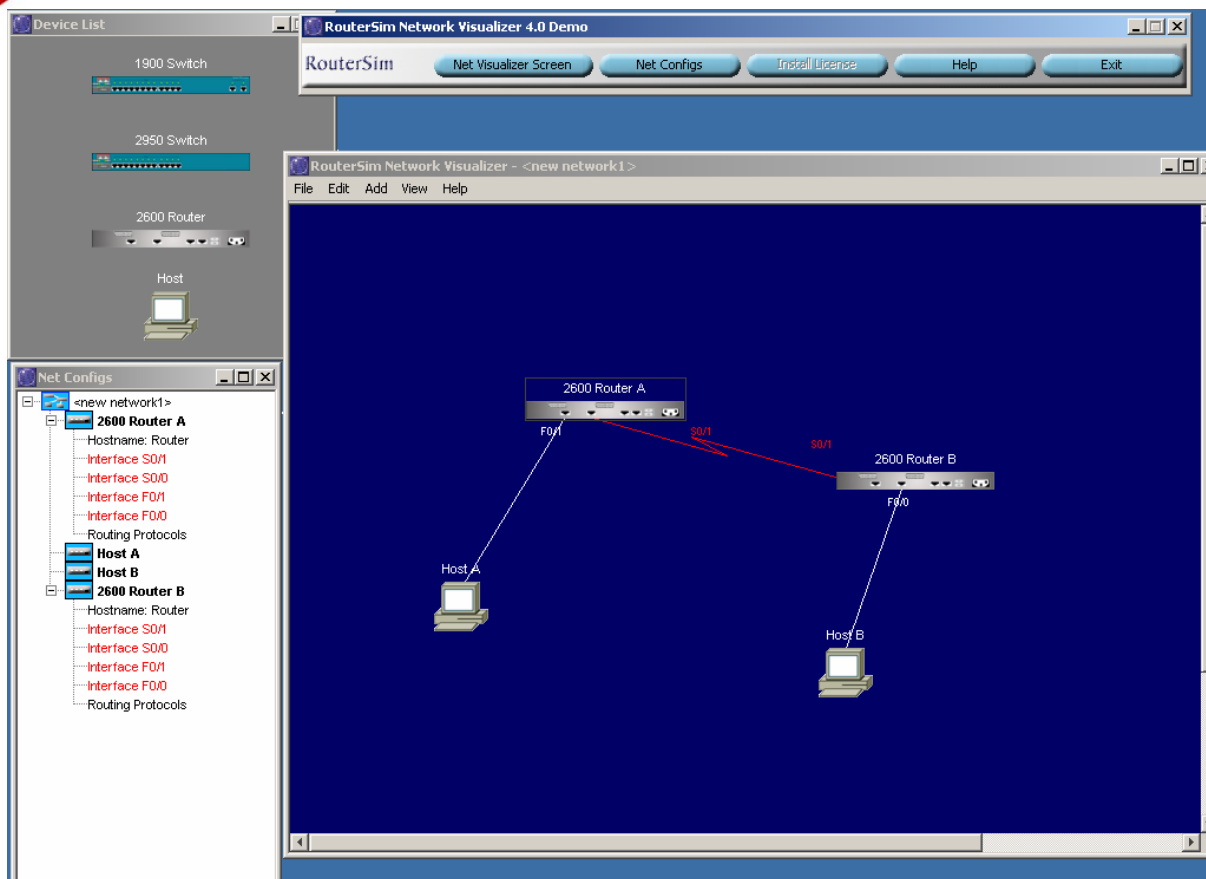 Device List
1900 Switch
2950 Switch
2600 Router
Host
RouterSim Network Visualizer 4.0 Demo
RouterSim
Net Visualizer Screen
Net Configs
Install License
Help
Exit
RouterSim Network Visualizer - <new network1>
File Edit Add View Help
2600 Router A
F0/1
S0/1
S0/1
2600 Router B
F0/0
Host A
Host B
Net Configs
<new network1>
2600 Router A
Hostname: Router
Interface S0/1
Interface S0/0
Interface F0/1
Interface F0/0
Routing Protocols
Host A
Host B
2600 Router B
Hostname: Router
Interface S0/1
Interface S0/0
Interface F0/1
Interface F0/0
Routing Protocols